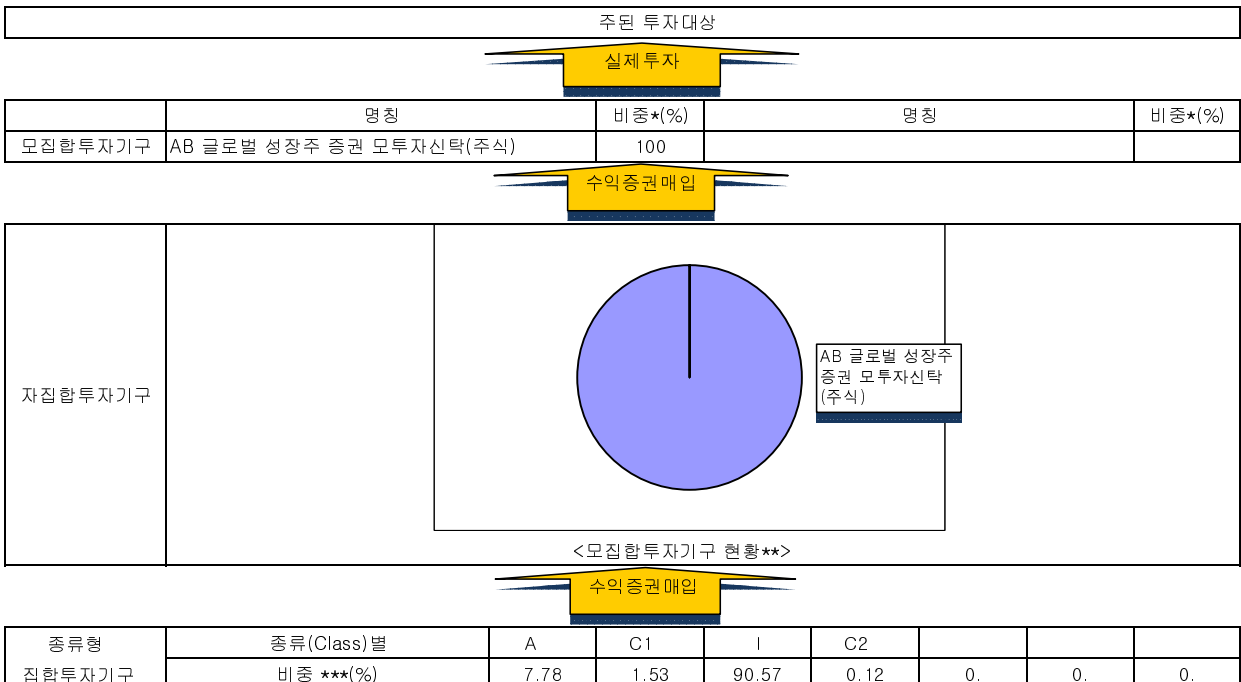 주된 투자대상
실제투자
명칭 비중*(%) 명칭 비중*(%)
모집합투자기구 AB 글로벌 성장주 증권 모투자신탁(주식) 100
수익증권매입
자집합투자기구
AB 글로벌 성장주
증권 모투자신탁
(주식)
<모집합투자기구 현황**>
수익증권매입
종류형 종류(Class)별 A C1 I C2
집합투자기구 비중 ***(%) 7.78 1.53 90.57 0.12 0. 0. 0.